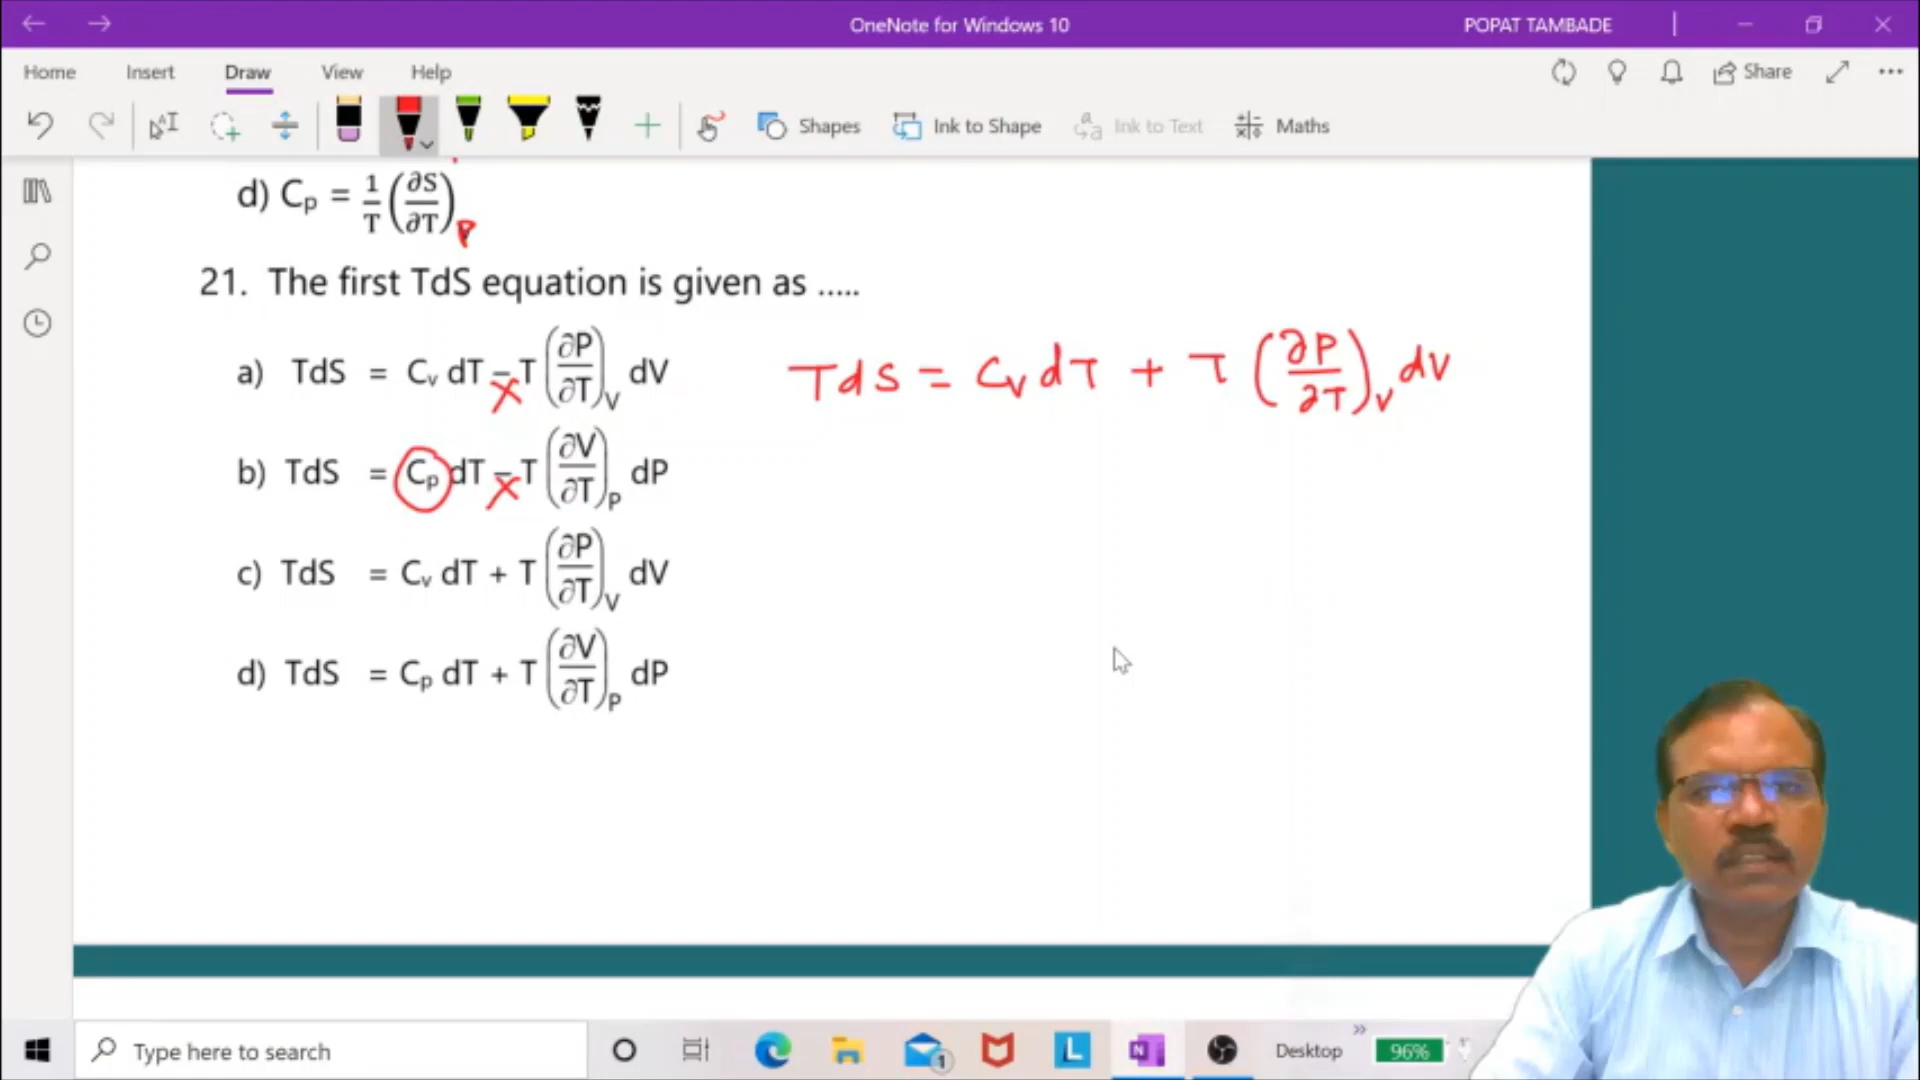 OneNote for Windows 10
POPAT TAMBADE
Home Insert Draw View Help
Share
Shapes Ink to Shape Ink to Text Maths
d) Cₚ = 1/T (∂S/∂T) P
21. The first TdS equation is given as .....
a) TdS = Cᵥ dT – T (∂P/∂T)V dV
TdS = Cv dT + T (∂P/∂T)v dV
b) TdS = Cₚ dT – T (∂V/∂T)P dP
c) TdS = Cᵥ dT + T (∂P/∂T)V dV
d) TdS = Cₚ dT + T (∂V/∂T)P dP
Type here to search
1
L
N
Desktop
96%